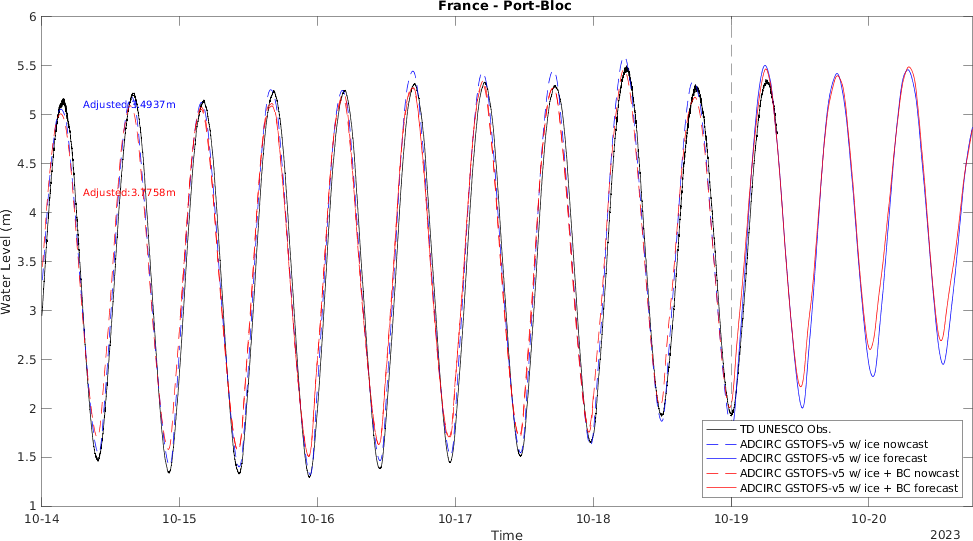 France - Port-Bloc
6
5.5
5
4.5
4
3.5
3
2.5
2
1.5
1
Water Level (m)
Adjusted:3.4937m
Adjusted:3.1758m
TD UNESCO Obs.
ADCIRC GSTOFS-v5 w/ ice nowcast
ADCIRC GSTOFS-v5 w/ ice forecast
ADCIRC GSTOFS-v5 w/ ice + BC nowcast
ADCIRC GSTOFS-v5 w/ ice + BC forecast
10-14 10-15 10-16 10-17 10-18 10-19 10-20
Time
2023